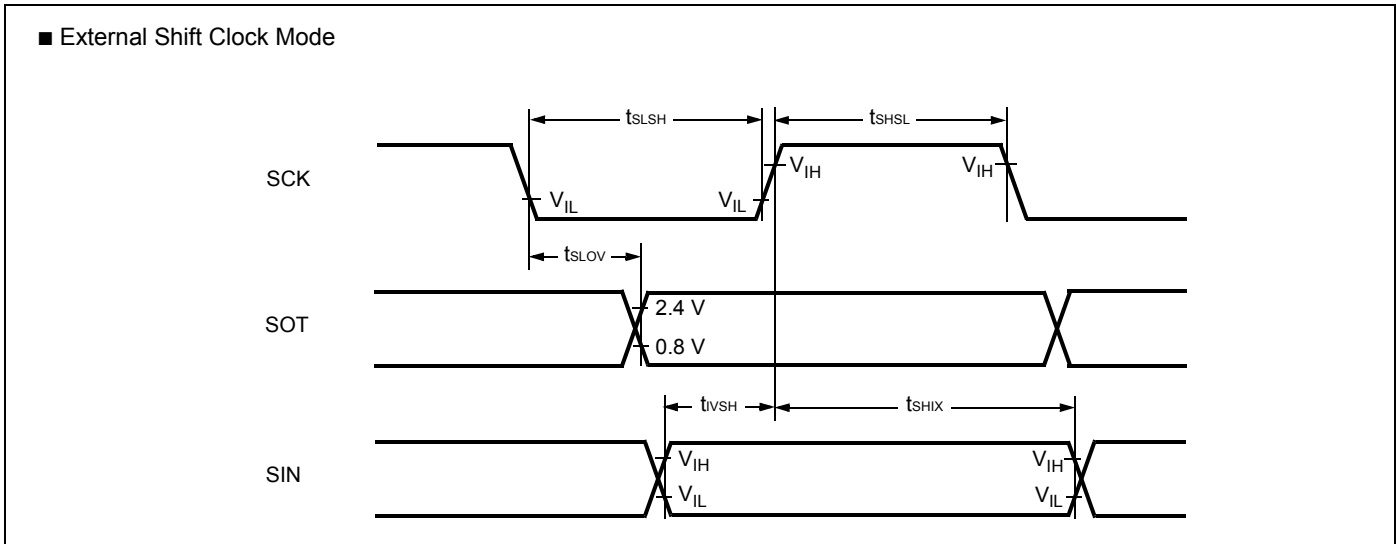 ■ External Shift Clock Mode
tSLSH tSHSL
SCK VIL VIL VIH VIH
tSLOV
SOT 2.4 V
0.8 V
tIVSH tSHIX
SIN VIH VIH
VIL VIL